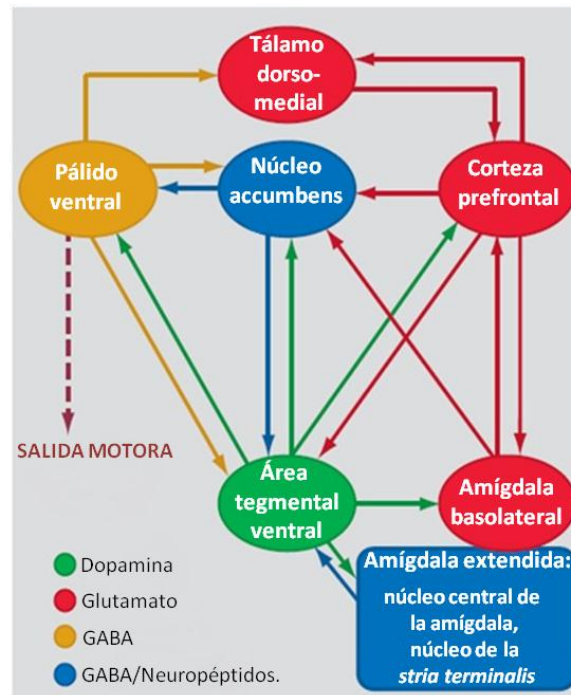 Tálamo
dorso-
medial
Pálido
ventral
Núcleo
accumbens
Corteza
prefrontal
SALIDA MOTORA
Área
tegmental
ventral
Amígdala
basolateral
Amígdala extendida:
núcleo central de
la amígdala,
núcleo de la
stria terminalis
Dopamina
Glutamato
GABA
GABA/Neuropéptidos.